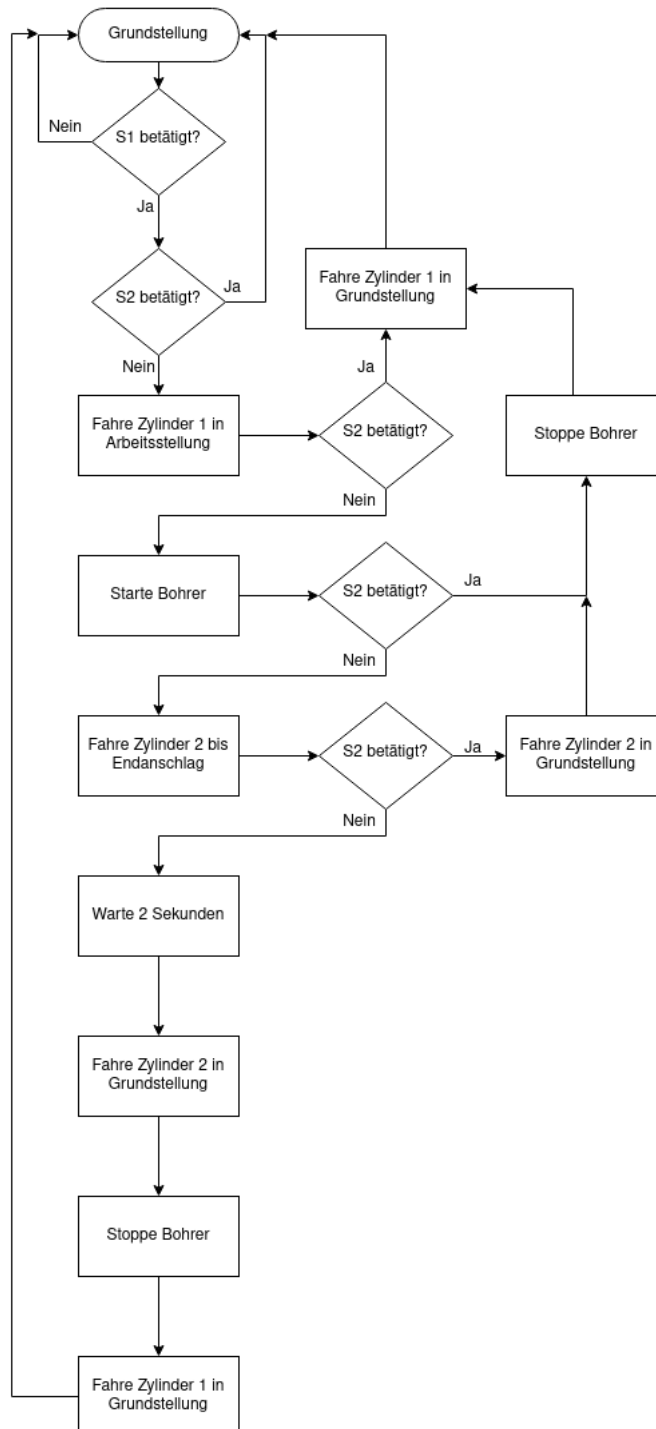 Grundstellung
Nein
S1 betätigt?
Ja
S2 betätigt?
Ja
Nein
Fahre Zylinder 1 in
Grundstellung
Ja
Fahre Zylinder 1 in
Arbeitsstellung
S2 betätigt?
Stoppe Bohrer
Nein
Starte Bohrer
S2 betätigt?
Ja
Nein
Fahre Zylinder 2 bis
Endanschlag
S2 betätigt?
Ja
Fahre Zylinder 2 in
Grundstellung
Nein
Warte 2 Sekunden
Fahre Zylinder 2 in
Grundstellung
Stoppe Bohrer
Fahre Zylinder 1 in
Grundstellung